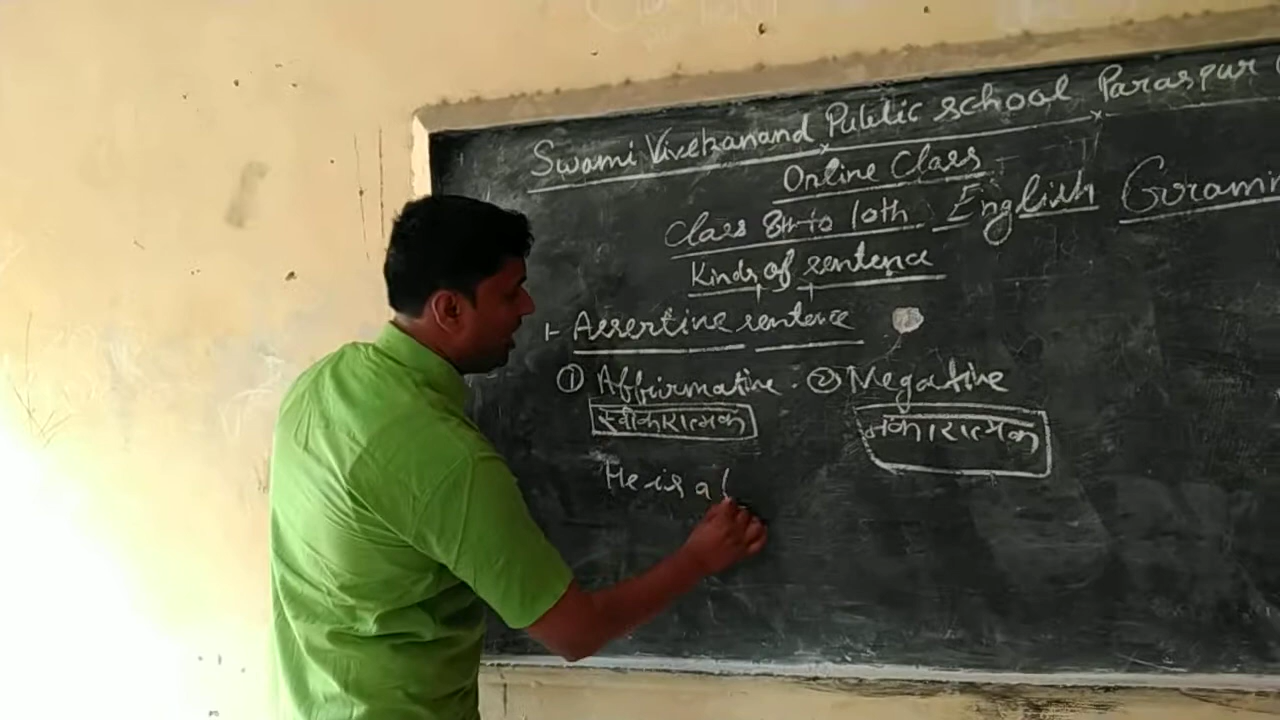 Swami Vivekanand Public school Paraspur
Online Class
Class 8th to 10th English Gramm
Kinds of sentence
1- Assertive sentence
① Affirmative . ② Negative
स्वीकारात्मक नकारात्मक
He is a